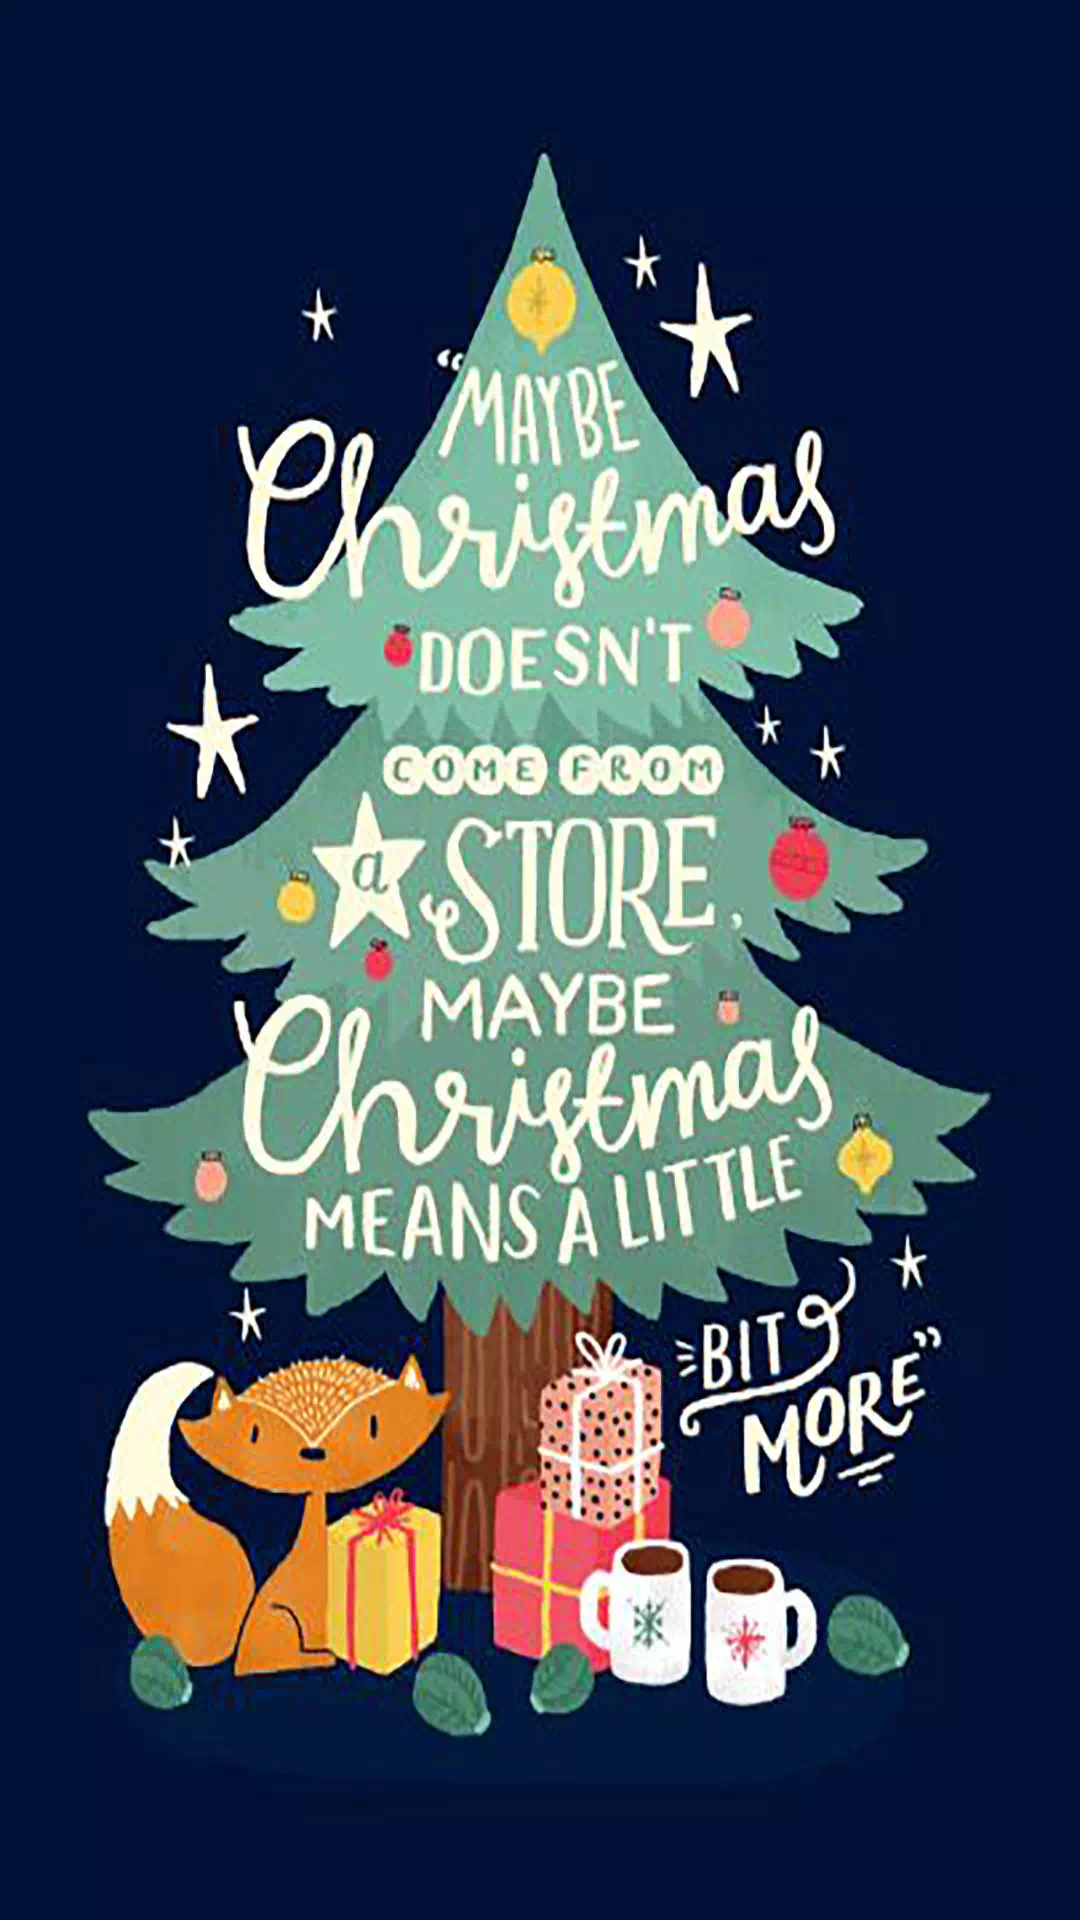 “MAYBE
Christmas
DOESN'T
COME FROM
a STORE,
MAYBE
Christmas
MEANS A LITTLE
BIT
MORE”